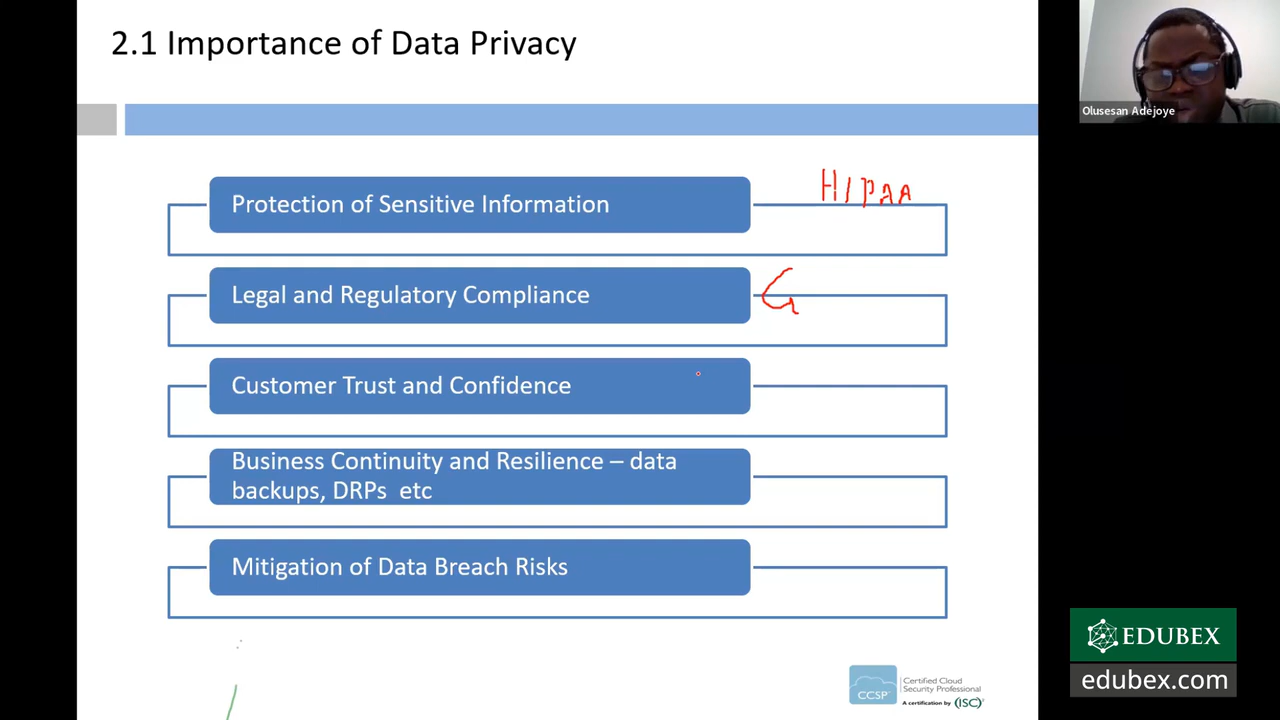 2.1 Importance of Data Privacy
Olusesan Adejoye
Protection of Sensitive Information
HIPAA
Legal and Regulatory Compliance
G
Customer Trust and Confidence
Business Continuity and Resilience – data
backups, DRPs etc
Mitigation of Data Breach Risks
CCSP
Certified Cloud
Security Professional
A certification by (ISC)²
EDUBEX
edubex.com